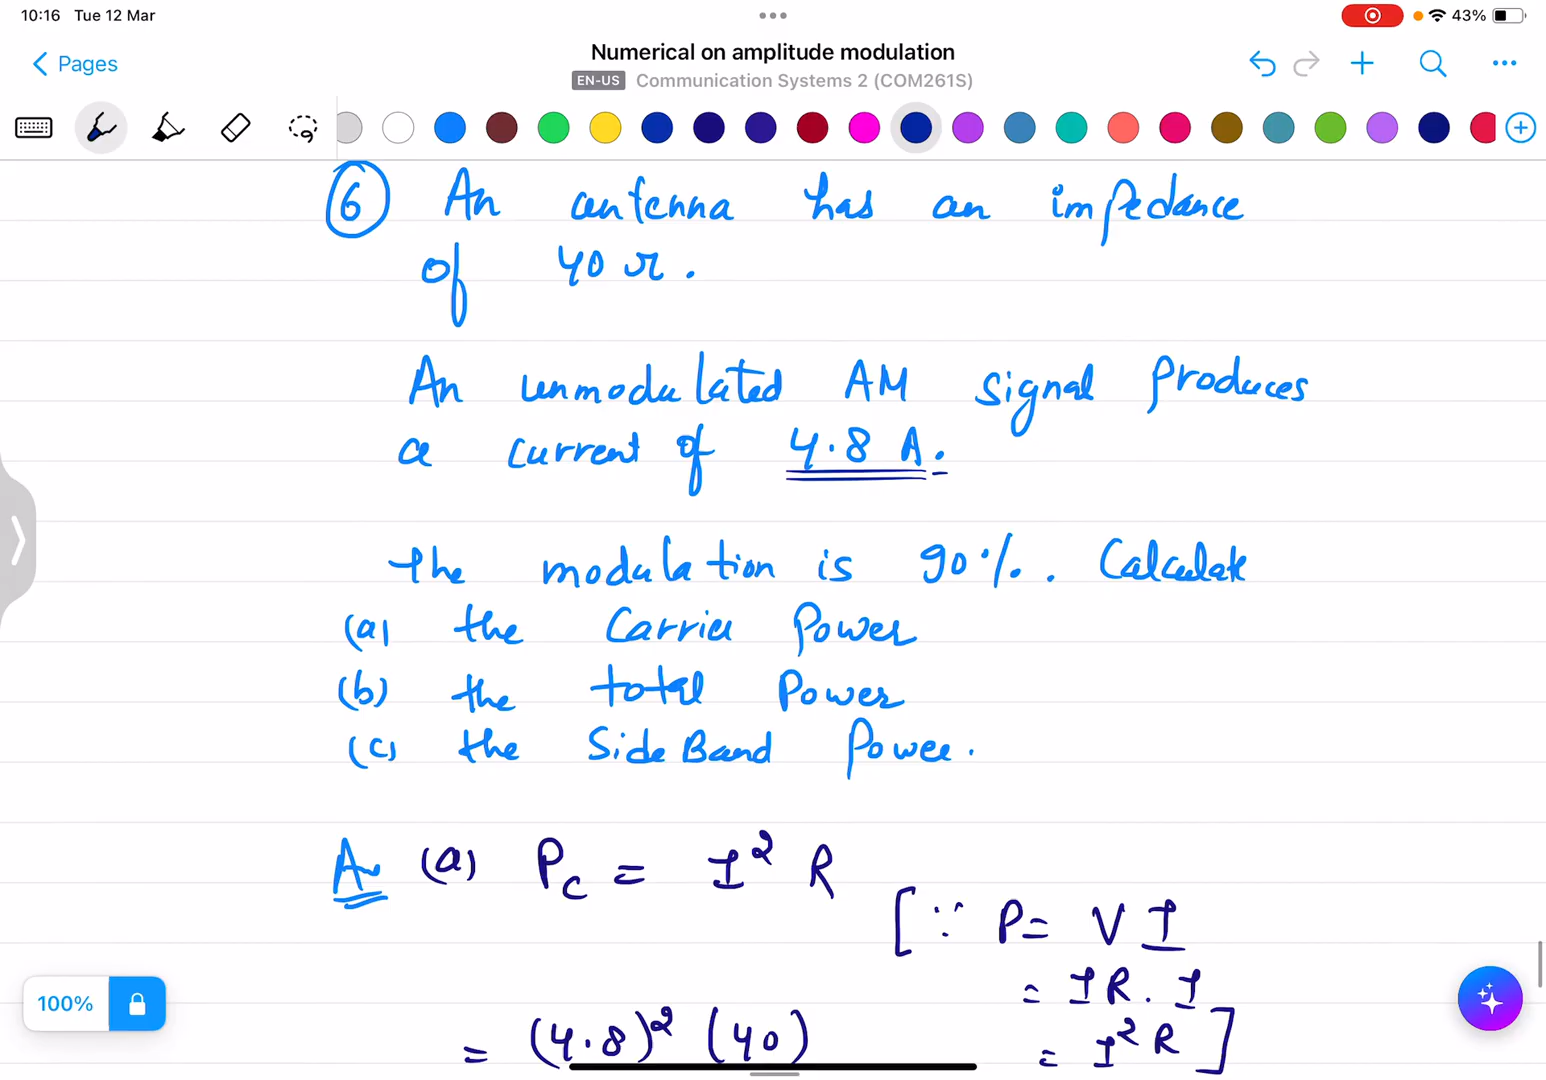 10:16 Tue 12 Mar
43%
Pages
Numerical on amplitude modulation
EN-US Communication Systems 2 (COM261S)
⑥ An antenna has an impedance
of 40 Ω.
An unmodulated AM signal produces
a current of 4.8 A.
the modulation is 90%. Calculate
(a) the Carrier Power
(b) the total Power
(c) the Side Band Power.
A (a) Pc = I² R
[∵ P = V I
= I R . I
= (4.8)² (40)
= I² R ]
100%